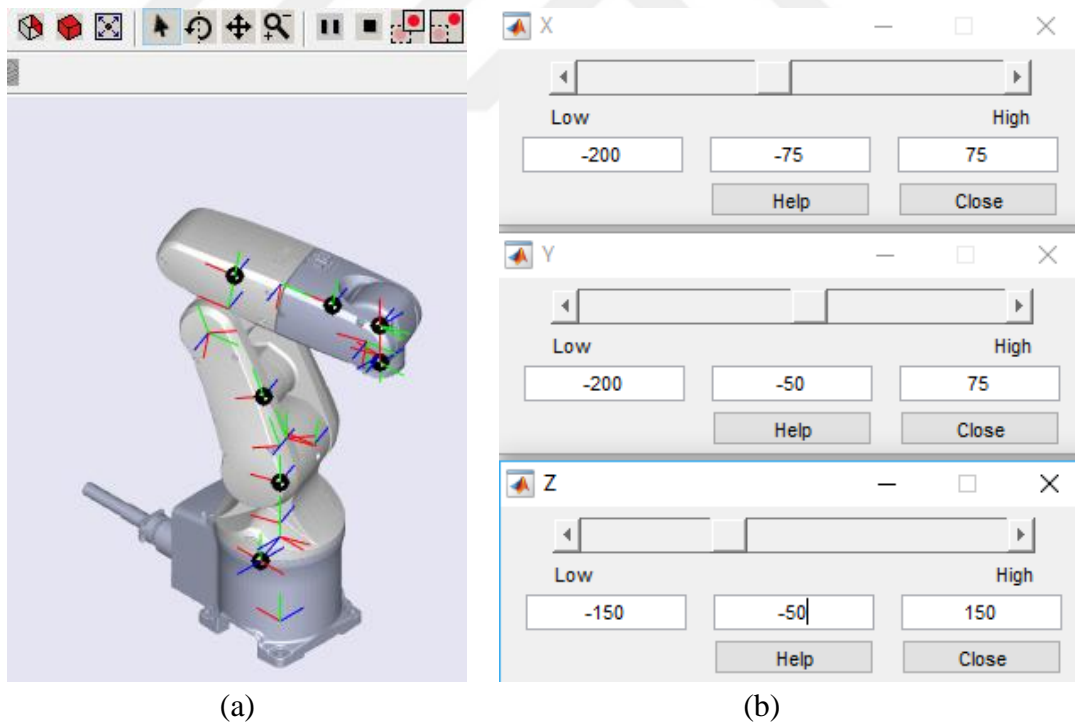 X
Low High
-200 -75 75
Help Close
Y
Low High
-200 -50 75
Help Close
Z
Low High
-150 -50 150
Help Close
(a) (b)